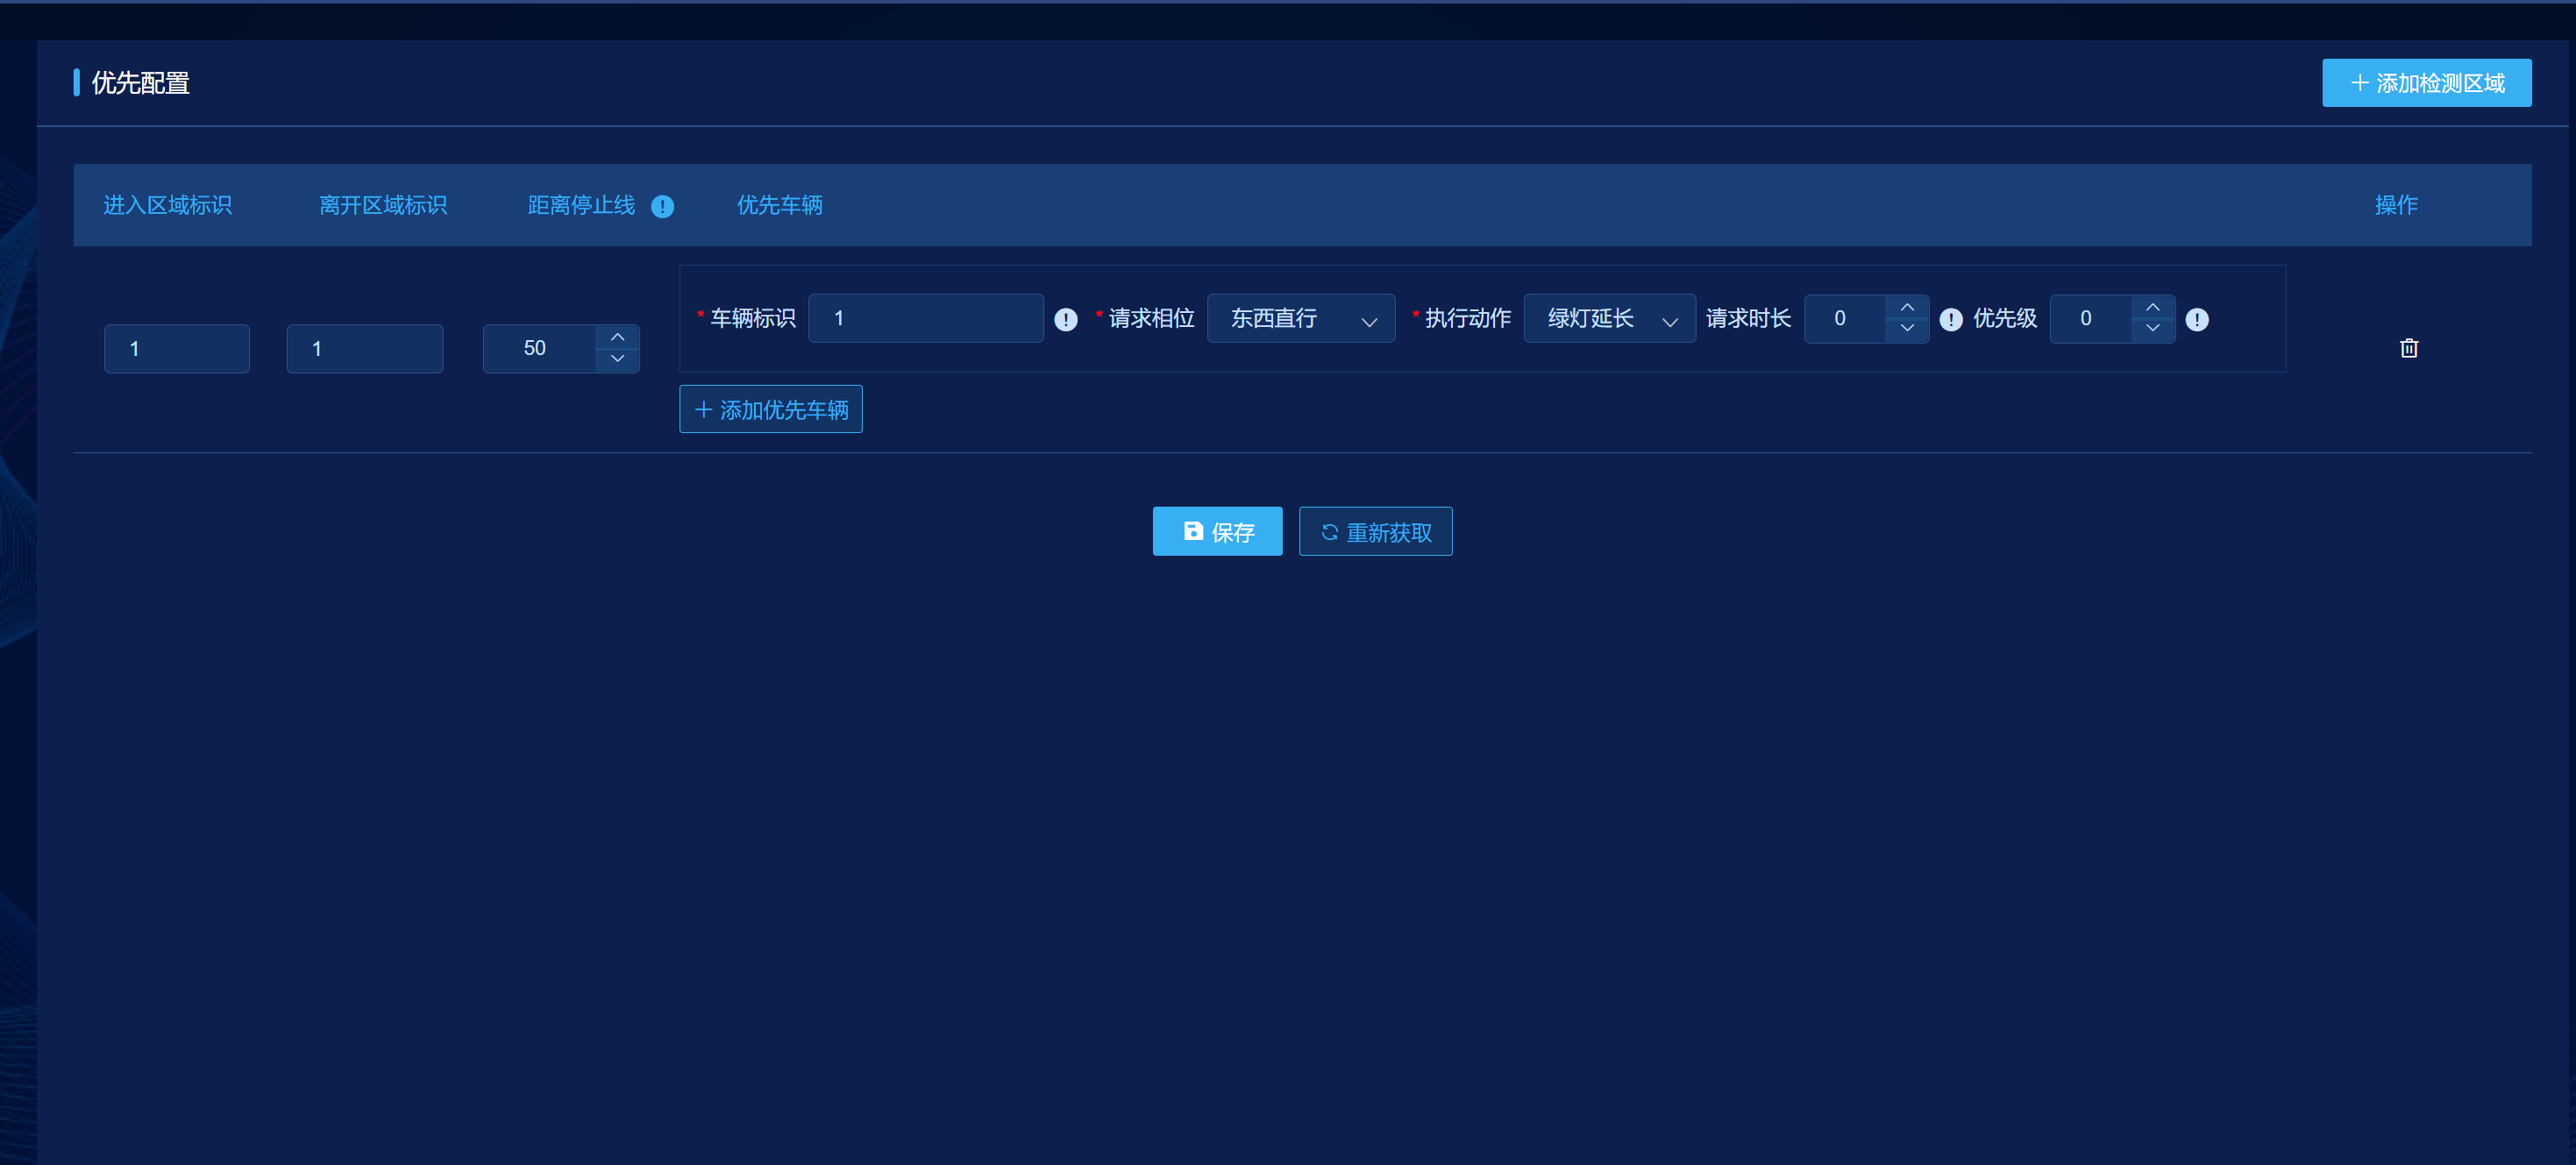 优先配置
添加检测区域
进入区域标识 离开区域标识 距离停止线 优先车辆 操作
1 1 50 * 车辆标识 1 * 请求相位 东西直行 * 执行动作 绿灯延长 请求时长 0 优先级 0
添加优先车辆
保存 重新获取